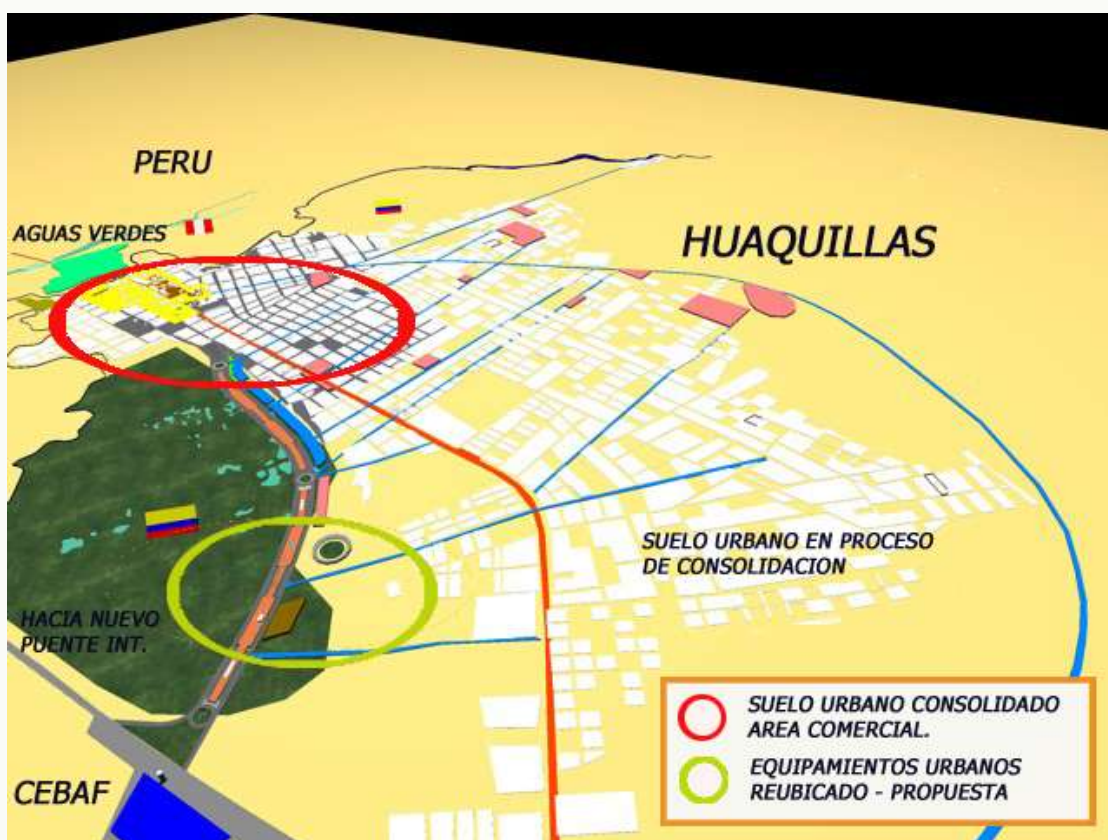 PERU
AGUAS VERDES
HUAQUILLAS
SUELO URBANO EN PROCESO
DE CONSOLIDACION
HACIA NUEVO
PUENTE INT.
CEBAF
SUELO URBANO CONSOLIDADO
AREA COMERCIAL.
EQUIPAMIENTOS URBANOS
REUBICADO - PROPUESTA